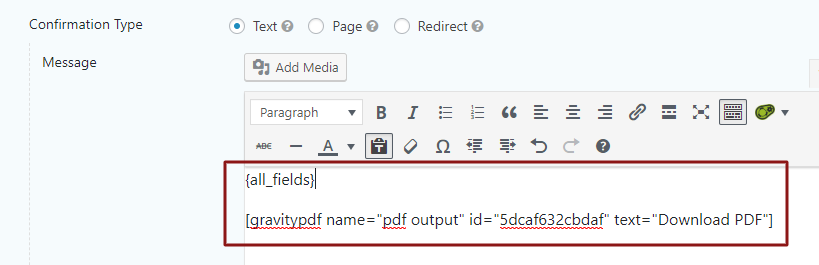 Confirmation Type
Text ? Page ? Redirect ?
Message
Add Media
Paragraph B I
ABC A T Ω ?
{all_fields}
[gravitypdf name="pdf output" id="5dcaf632cbdaf" text="Download PDF"]